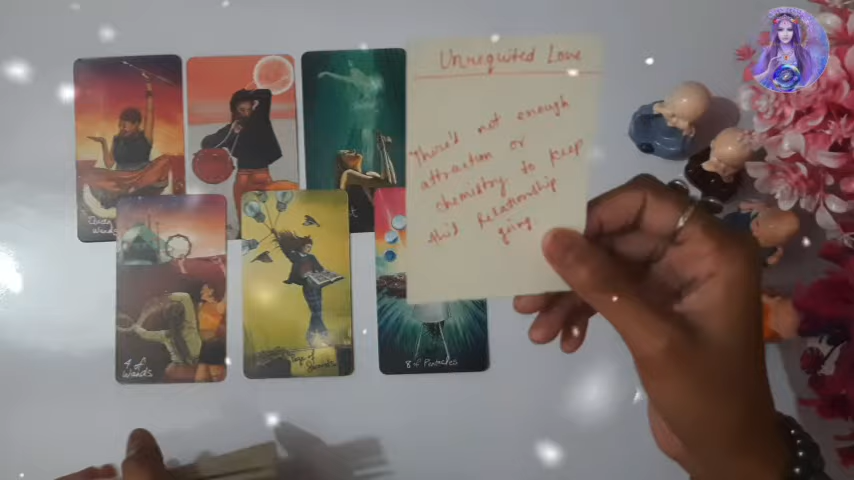 Unrequited Love
There's not enough
attraction or
chemistry to keep
this Relationship
going.
4 of
Wands
8 of Pentacles